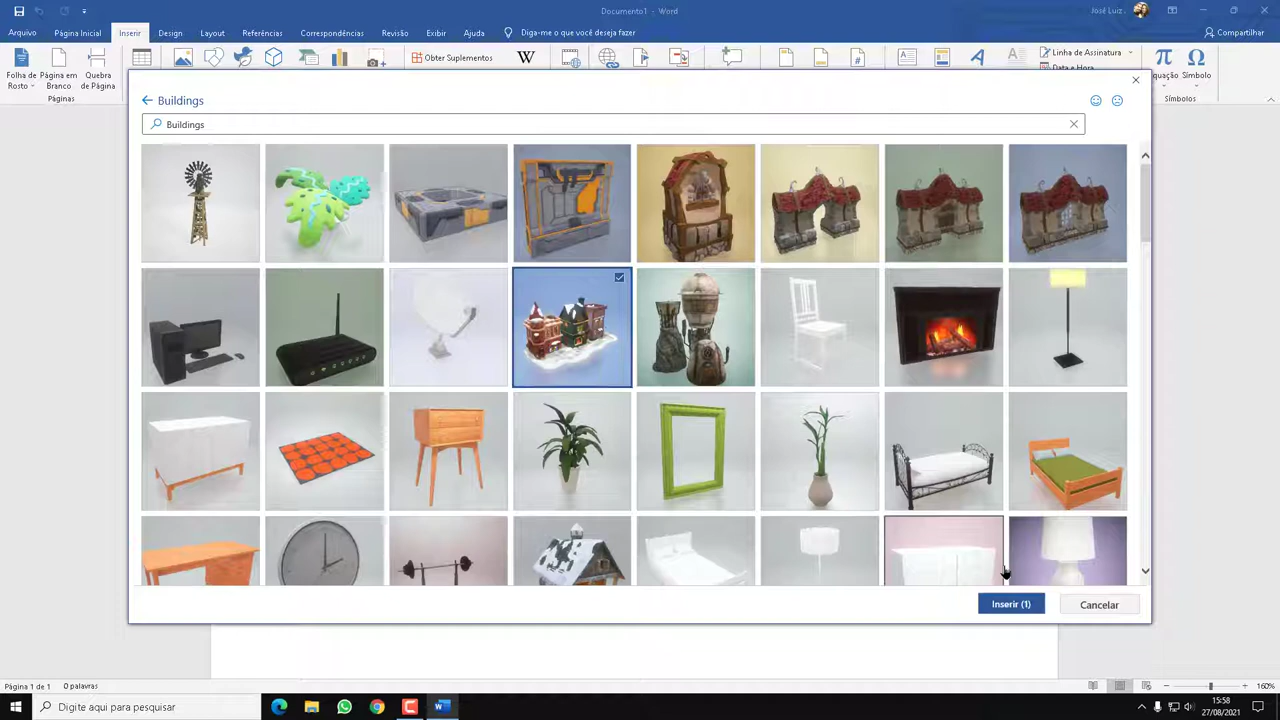 Documento1 - Word
José Luiz
Arquivo Página Inicial Inserir Design Layout Referências Correspondências Revisão Exibir Ajuda Diga-me o que você deseja fazer Compartilhar
Folha de Rosto
Página em Branco
Quebra de Página
Páginas
Obter Suplementos
W
Linha de Assinatura
Data e Hora
Símbolo
Símbolos
Buildings
Buildings
Inserir (1) Cancelar
Página 1 de 1 0 palavras 160%
Digite aqui para pesquisar
15:58
27/08/2021